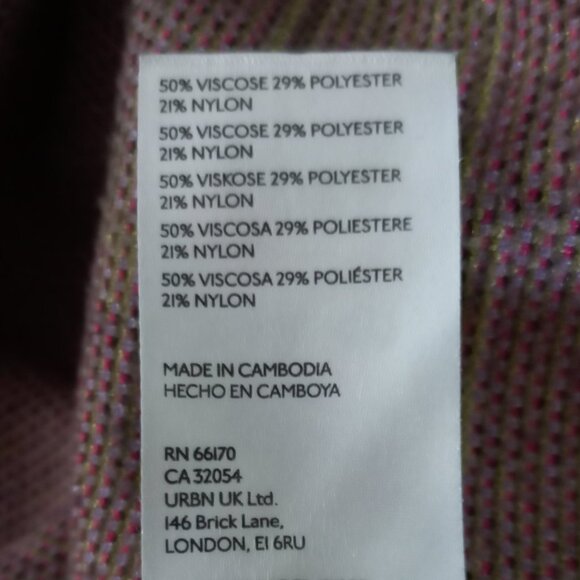 50% VISCOSE 29% POLYESTER
21% NYLON
50% VISCOSE 29% POLYESTER
21% NYLON
50% VISKOSE 29% POLYESTER
21% NYLON
50% VISCOSA 29% POLIESTERE
21% NYLON
50% VISCOSA 29% POLIÉSTER
21% NYLON
MADE IN CAMBODIA
HECHO EN CAMBOYA
RN 66170
CA 32054
URBN UK Ltd.
146 Brick Lane,
LONDON, E1 6RU